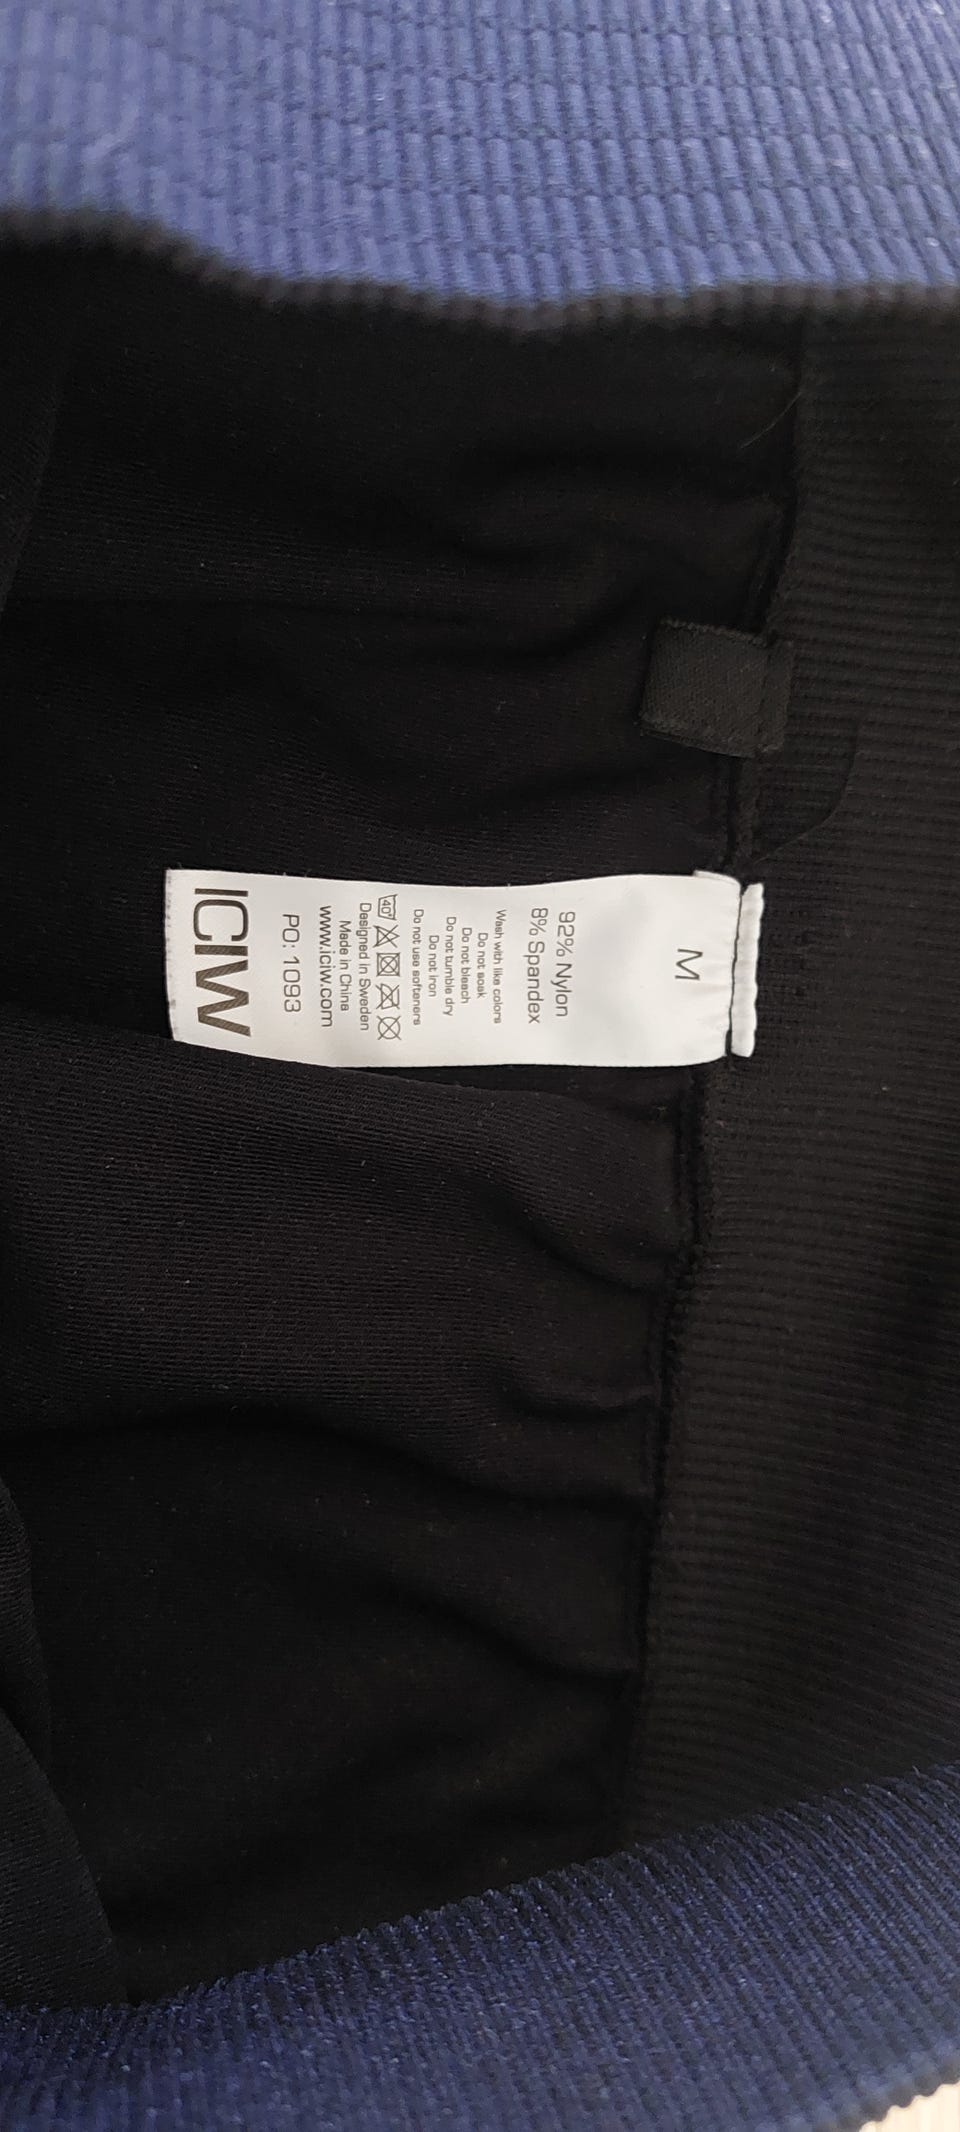 M
92% Nylon
8% Spandex
Wash with like colors
Do not soak
Do not bleach
Do not tumble dry
Do not iron
Do not use softeners
40°
Designed in Sweden
Made in China
www.iciw.com
PO: 1093
ICIW